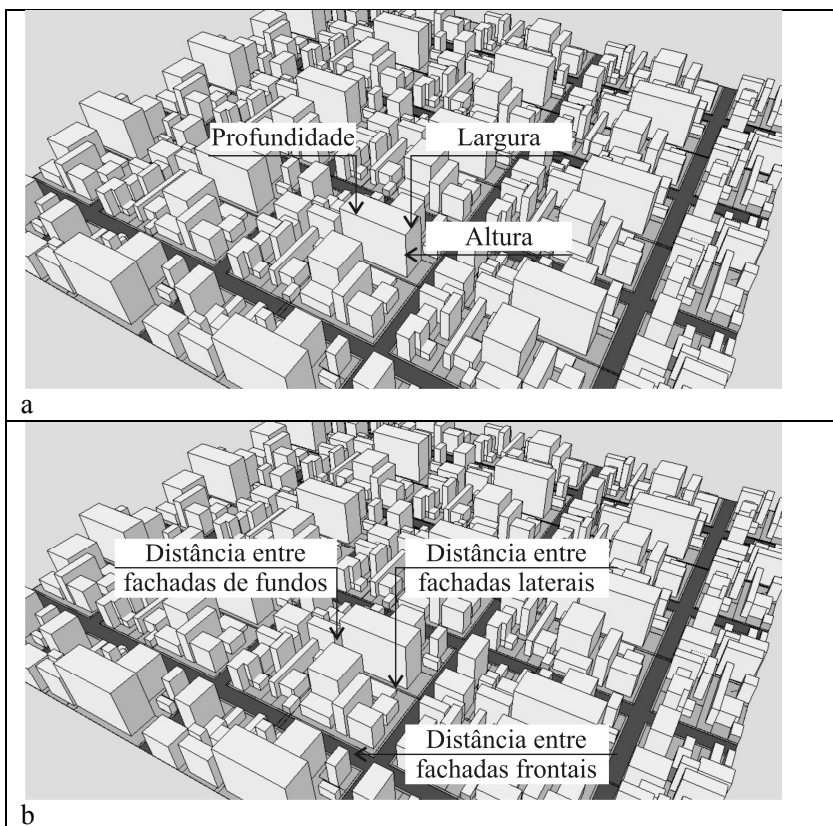 Profundidade
Largura
Altura
a
Distância entre
fachadas de fundos
Distância entre
fachadas laterais
Distância entre
fachadas frontais
b